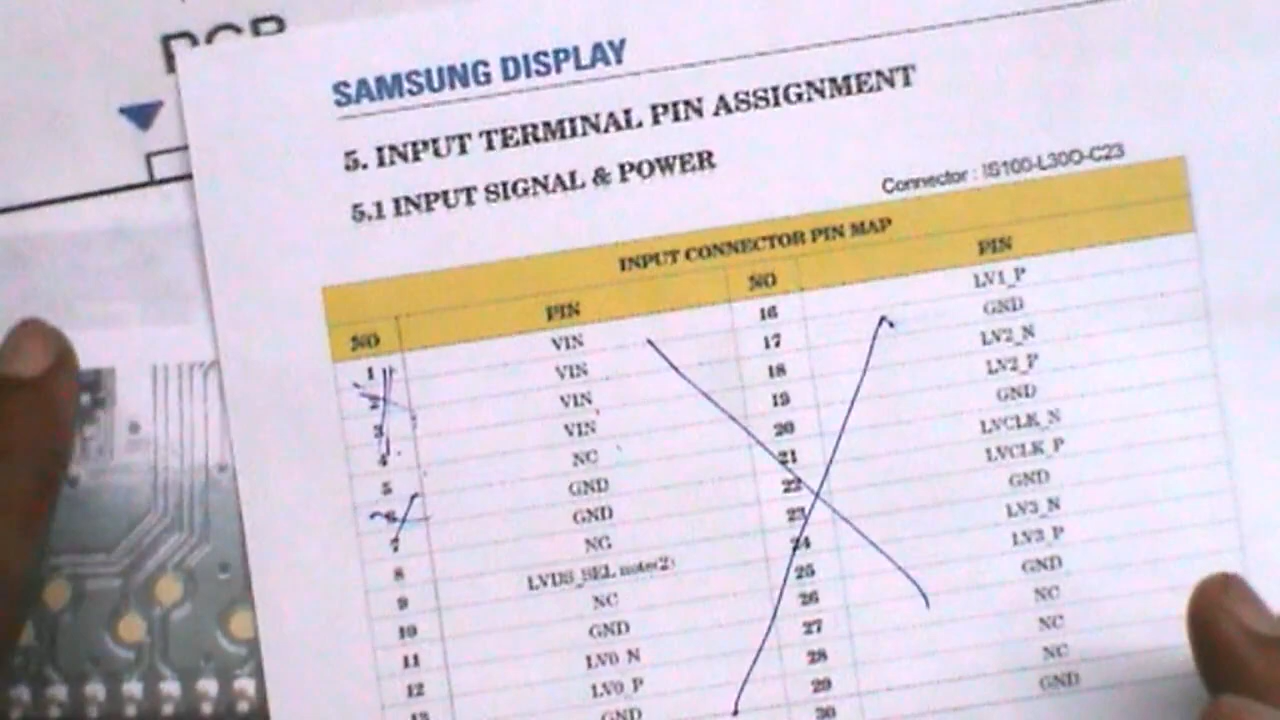 PCB
SAMSUNG DISPLAY
5. INPUT TERMINAL PIN ASSIGNMENT
5.1 INPUT SIGNAL & POWER
Connector : IS100-L30O-C23
INPUT CONNECTOR PIN MAP
NO PIN NO PIN
1 VIN 16 LV1_P
2 VIN 17 GND
3 VIN 18 LV2_N
4 VIN 19 LV2_P
5 NC 20 GND
6 GND 21 LVCLK_N
7 GND 22 LVCLK_P
8 NC 23 GND
9 LVDS_SEL note(2) 24 LV3_N
10 NC 25 LV3_P
11 GND 26 GND
12 LV0_N 27 NC
13 LV0_P 28 NC
GND 29 NC
30 GND